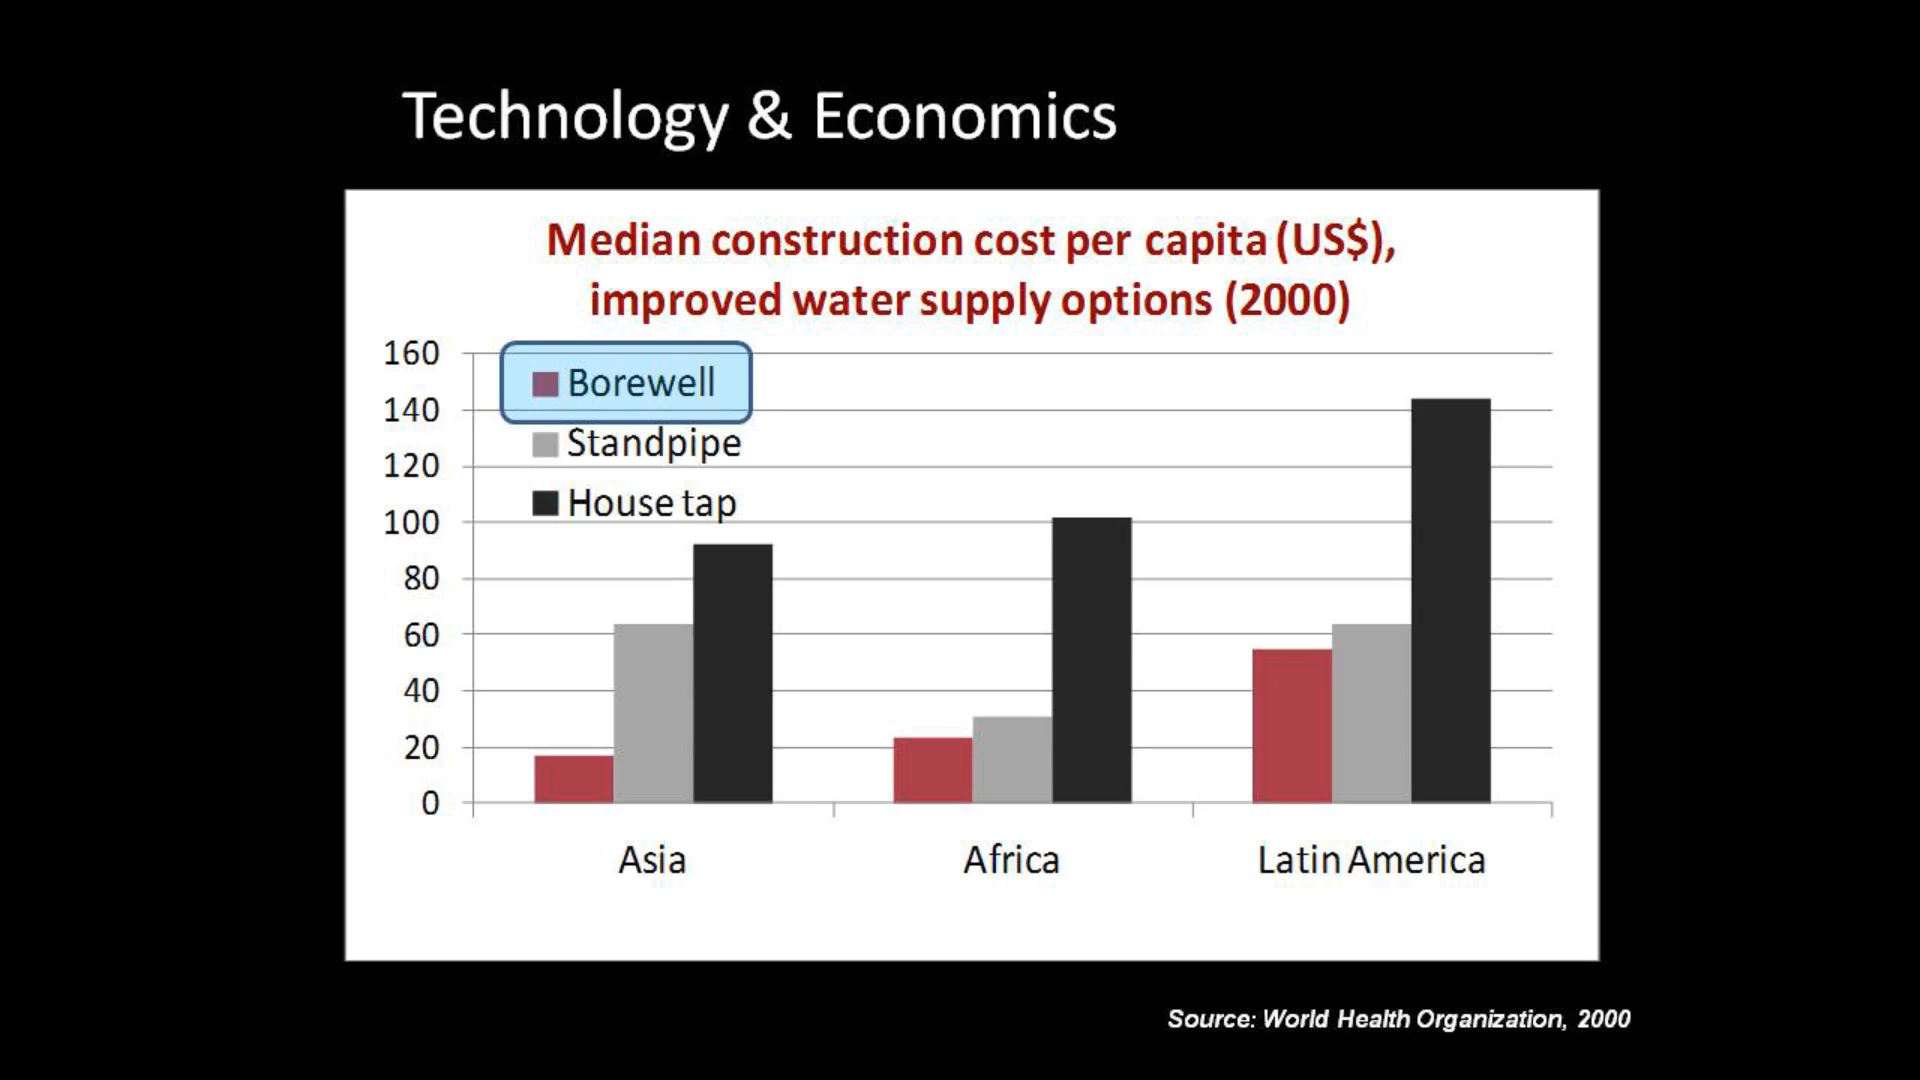 Technology & Economics
Median construction cost per capita (US$),
improved water supply options (2000)
160
140
120
100
80
60
40
20
0
Borewell
Standpipe
House tap
Asia
Africa
Latin America
Source: World Health Organization, 2000